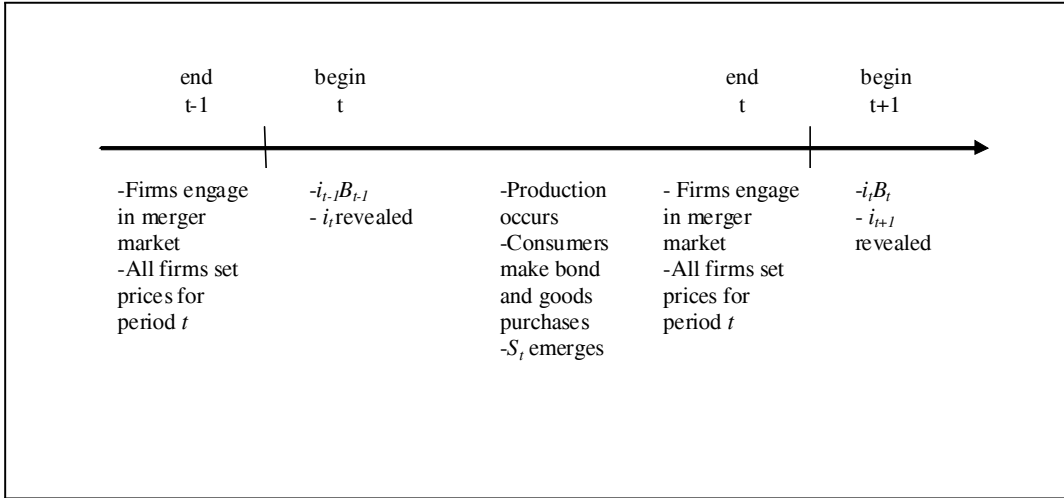 end
t-1
begin
t
end
t
begin
t+1
-Firms engage
in merger
market
-All firms set
prices for
period t
-i_{t-1}B_{t-1}
- i_t revealed
-Production
occurs
-Consumers
make bond
and goods
purchases
-S_t emerges
- Firms engage
in merger
market
-All firms set
prices for
period t
-i_tB_t
- i_{t+1}
revealed